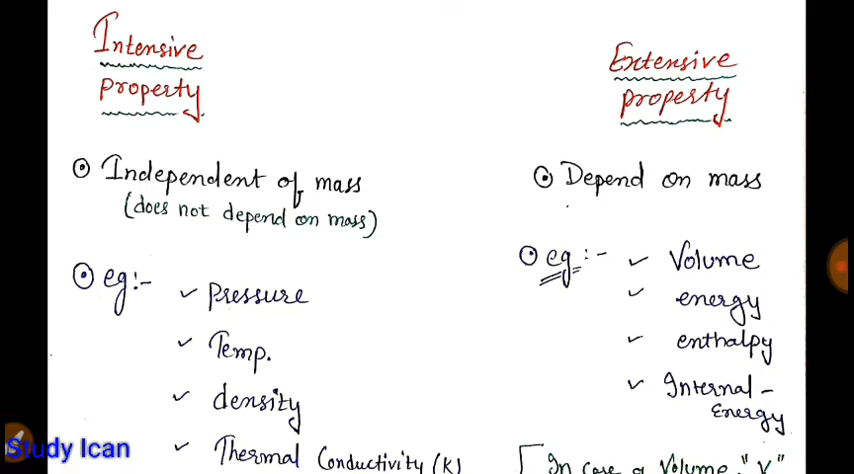 Intensive
property
Independent of mass
(does not depend on mass)
eg:-
Pressure
Temp.
density
Thermal Conductivity (K)
Extensive
property
Depend on mass
eg:-
Volume
energy
enthalpy
Internal-
Energy
[ In case of Volume "V"
Study Ican